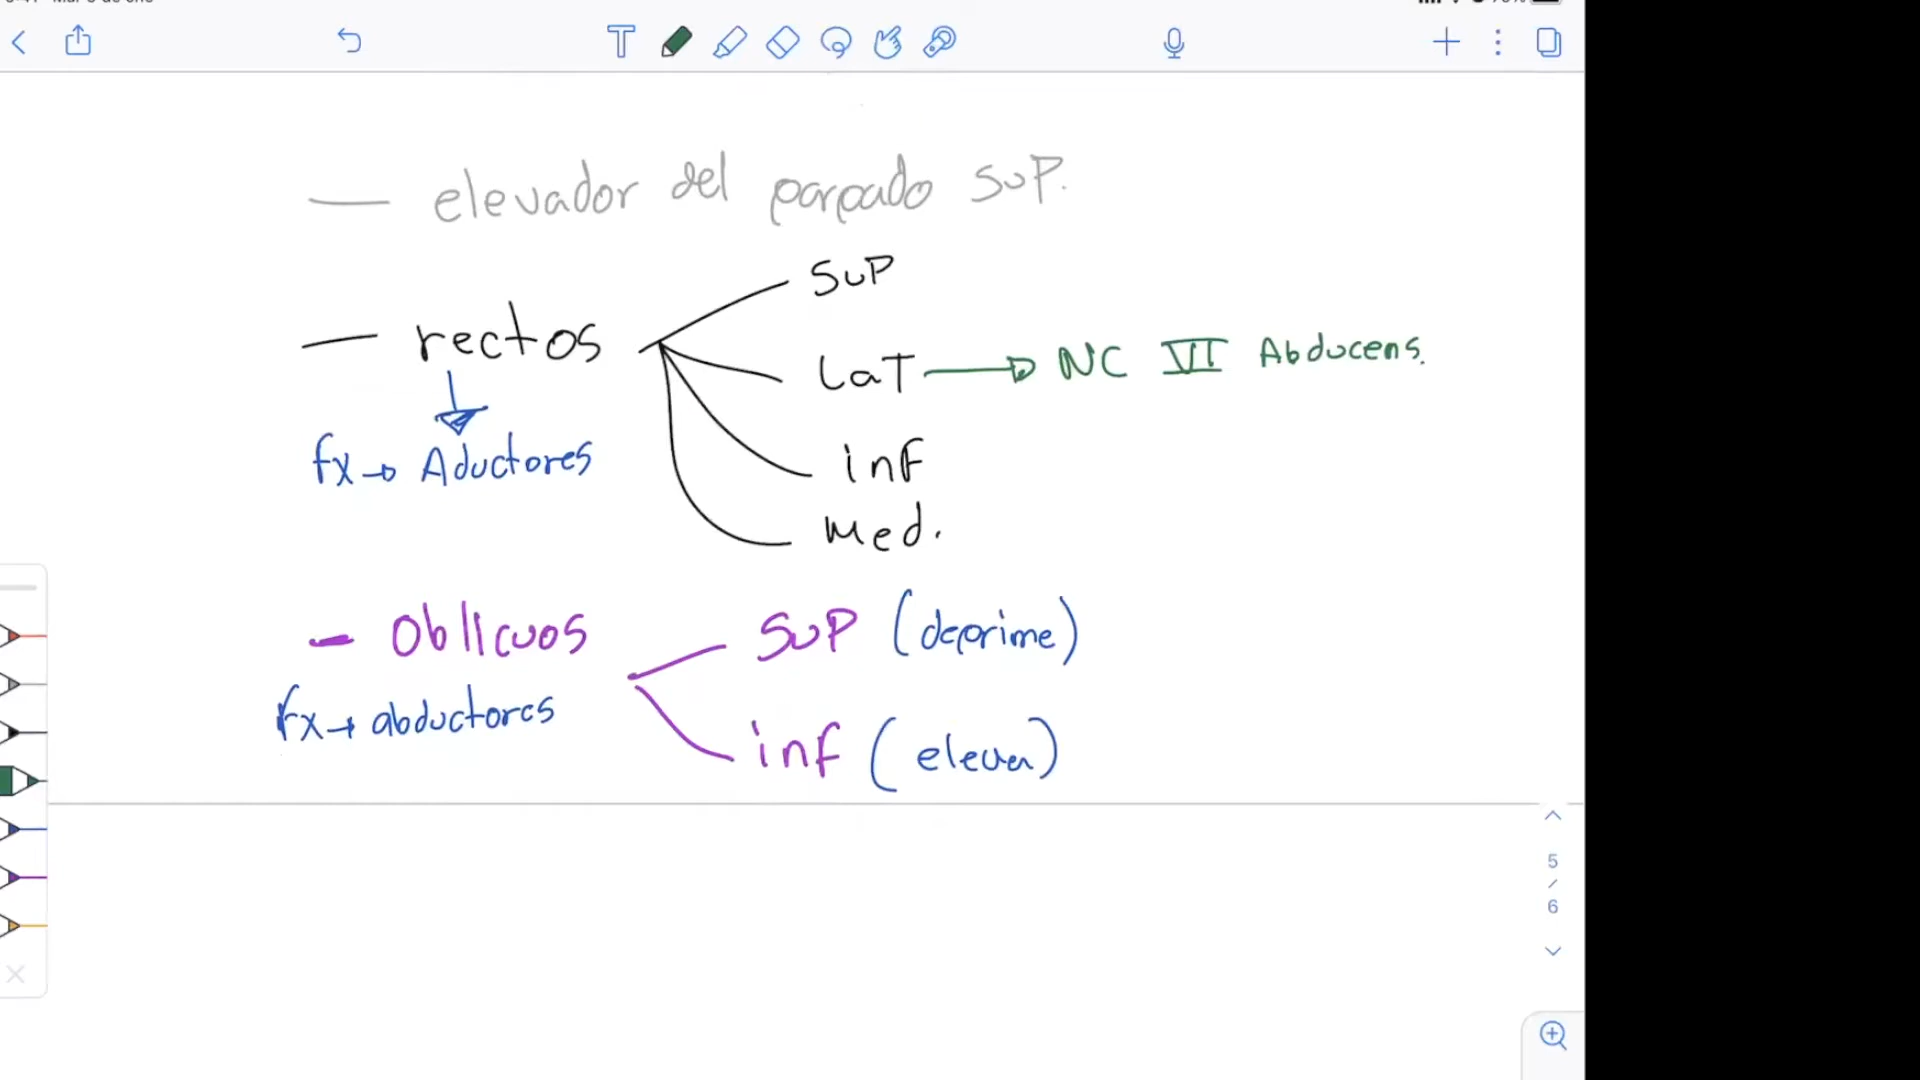 — elevador del parpado sup.
— rectos
sup
Lat → NC VI Abducens.
inf
Med.
fx → Aductores
- Oblicuos
sup (deprime)
inf (eleva)
fx → abductores
5
/
6